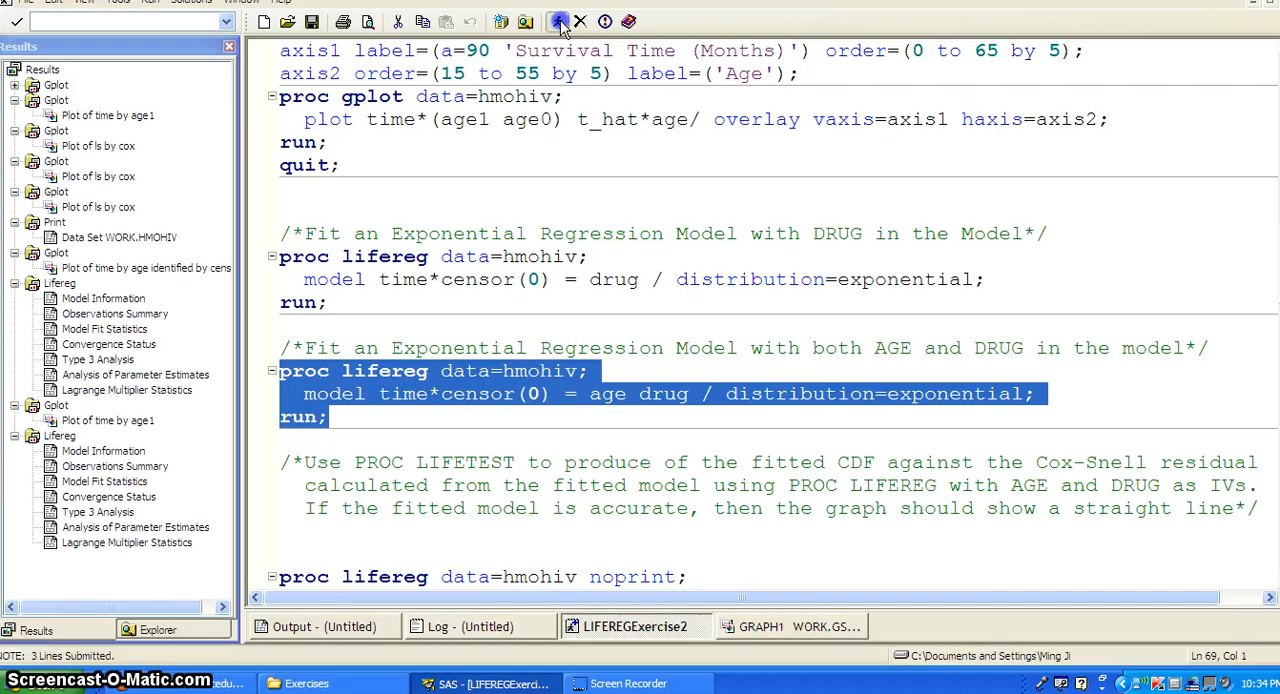 Results
Results
Gplot
Gplot
Plot of time by age1
Gplot
Plot of ls by cox
Gplot
Plot of ls by cox
Gplot
Plot of ls by cox
Print
Data Set WORK.HMOHIV
Gplot
Plot of time by age identified by cens
Lifereg
Model Information
Observations Summary
Model Fit Statistics
Convergence Status
Type 3 Analysis
Analysis of Parameter Estimates
Lagrange Multiplier Statistics
Gplot
Plot of time by age1
Lifereg
Model Information
Observations Summary
Model Fit Statistics
Convergence Status
Type 3 Analysis
Analysis of Parameter Estimates
Lagrange Multiplier Statistics
Results
Explorer
axis1 label=(a=90 'Survival Time (Months)') order=(0 to 65 by 5);
axis2 order=(15 to 55 by 5) label=('Age');
proc gplot data=hmohiv;
plot time*(age1 age0) t_hat*age/ overlay vaxis=axis1 haxis=axis2;
run;
quit;
/*Fit an Exponential Regression Model with DRUG in the Model*/
proc lifereg data=hmohiv;
model time*censor(0) = drug / distribution=exponential;
run;
/*Fit an Exponential Regression Model with both AGE and DRUG in the model*/
proc lifereg data=hmohiv;
model time*censor(0) = age drug / distribution=exponential;
run;
/*Use PROC LIFETEST to produce of the fitted CDF against the Cox-Snell residual
calculated from the fitted model using PROC LIFEREG with AGE and DRUG as IVs.
If the fitted model is accurate, then the graph should show a straight line*/
proc lifereg data=hmohiv noprint;
Output - (Untitled)
Log - (Untitled)
LIFEREGExercise2
GRAPH1 WORK.GS...
NOTE: 3 Lines Submitted.
C:\Documents and Settings\Ming Ji
Ln 69, Col 1
Screencast-O-Matic.com
Exercises
SAS - [LIFEREGExerci...
Screen Recorder
10:34 PM